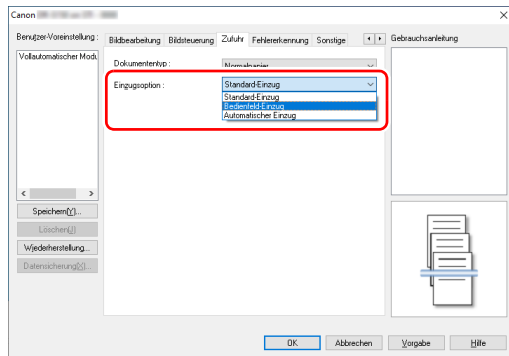 Canon
Benutzer-Voreinstellung :
Vollautomatischer Modu
Speichern(Y)...
Löschen(J)
Wiederherstellung...
Datensicherung(X)...
Bildbearbeitung Bildsteuerung Zufuhr Fehlererkennung Sonstige
Dokumententyp : Normalpapier
Einzugsoption : Standard-Einzug
Standard-Einzug
Bedienfeld-Einzug
Automatischer Einzug
Gebrauchsanleitung
OK Abbrechen Vorgabe Hilfe